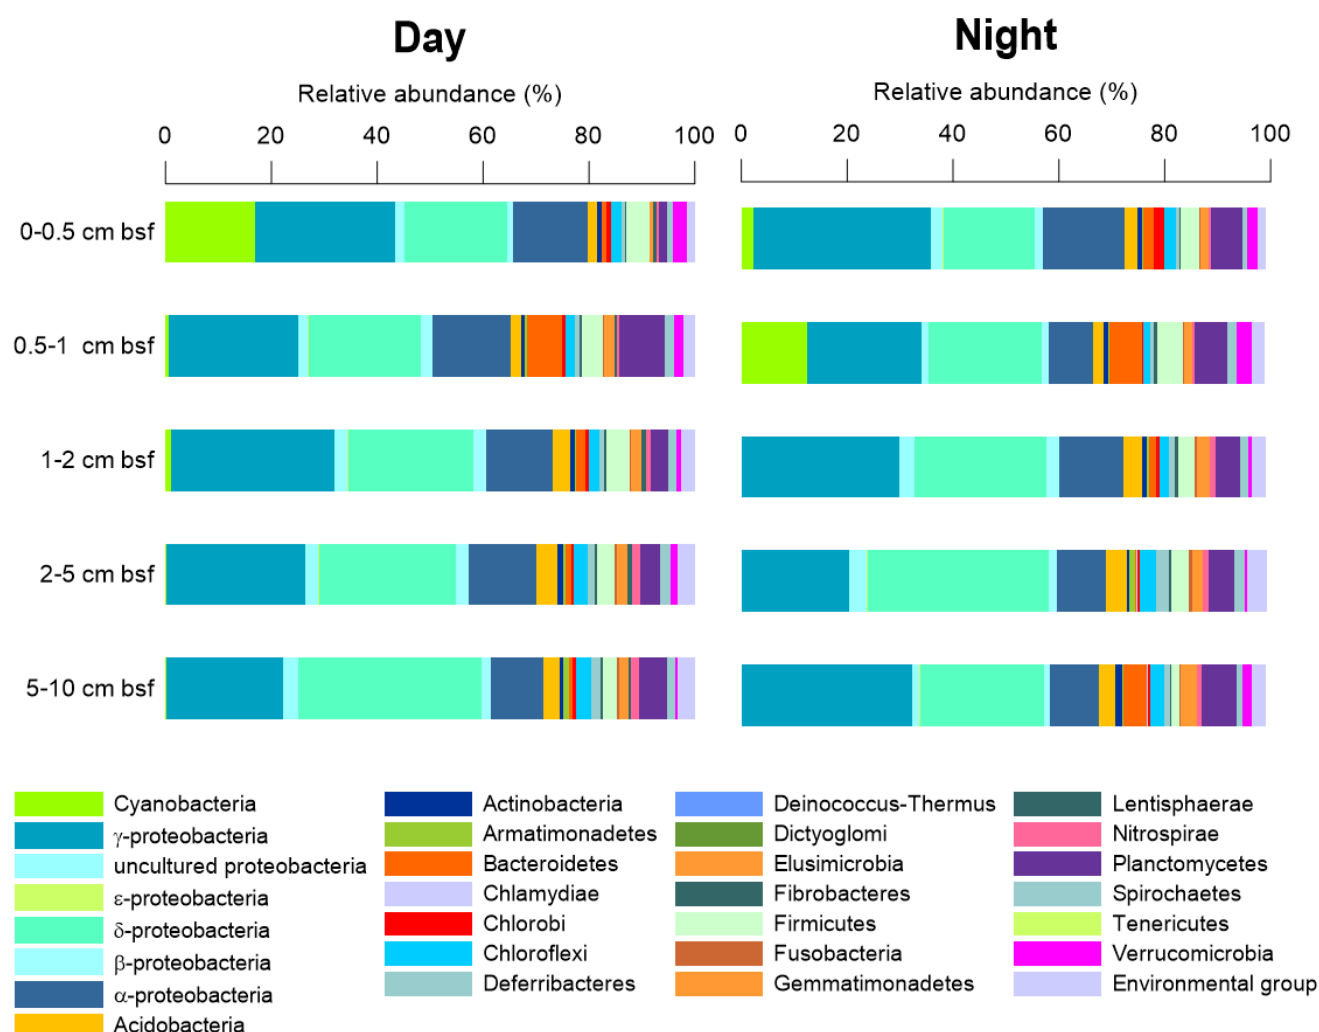 Day
Night
Relative abundance (%)
Relative abundance (%)
0 20 40 60 80 100
0 20 40 60 80 100
0-0.5 cm bsf
0.5-1 cm bsf
1-2 cm bsf
2-5 cm bsf
5-10 cm bsf
Cyanobacteria
γ-proteobacteria
uncultured proteobacteria
ε-proteobacteria
δ-proteobacteria
β-proteobacteria
α-proteobacteria
Acidobacteria
Actinobacteria
Armatimonadetes
Bacteroidetes
Chlamydiae
Chlorobi
Chloroflexi
Deferribacteres
Deinococcus-Thermus
Dictyoglomi
Elusimicrobia
Fibrobacteres
Firmicutes
Fusobacteria
Gemmatimonadetes
Lentisphaerae
Nitrospirae
Planctomycetes
Spirochaetes
Tenericutes
Verrucomicrobia
Environmental group